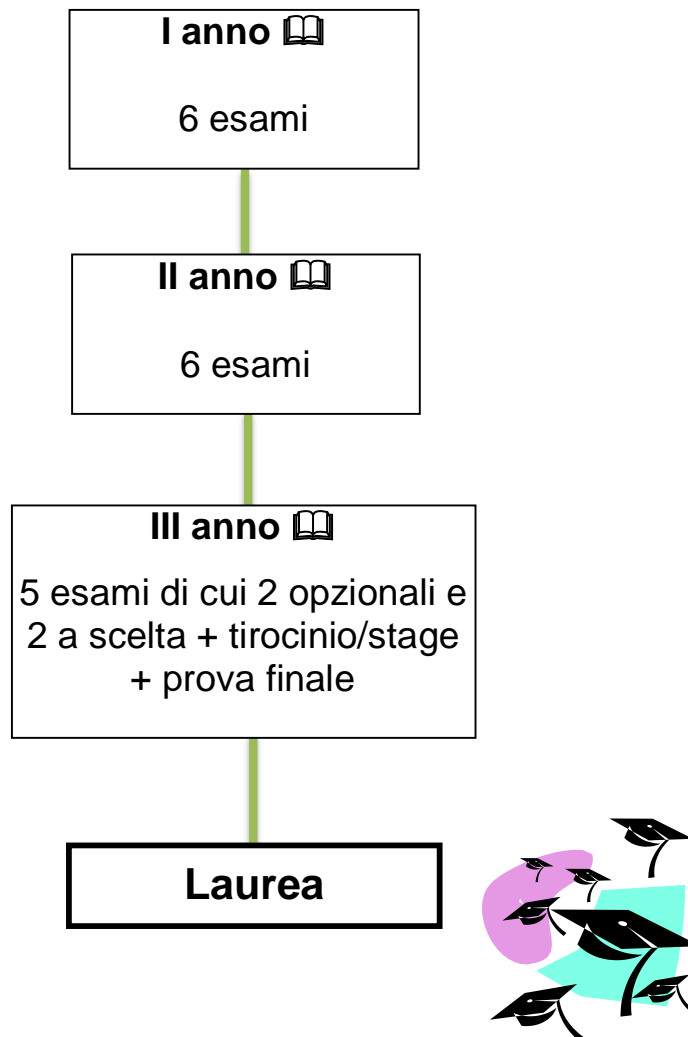 I anno 🕮
6 esami
II anno 🕮
6 esami
III anno 🕮
5 esami di cui 2 opzionali e
2 a scelta + tirocinio/stage
+ prova finale
Laurea